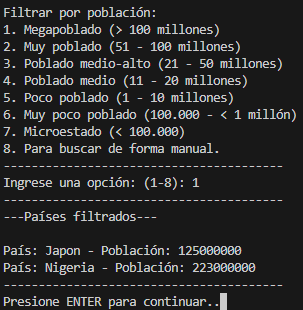 Filtrar por población:
1. Megapoblado (> 100 millones)
2. Muy poblado (51 - 100 millones)
3. Poblado medio-alto (21 - 50 millones)
4. Poblado medio (11 - 20 millones)
5. Poco poblado (1 - 10 millones)
6. Muy poco poblado (100.000 - < 1 millón)
7. Microestado (< 100.000)
8. Para buscar de forma manual.
----------------------------------------
Ingrese una opción: (1-8): 1
----------------------------------------
---Países filtrados---
País: Japon - Población: 125000000
País: Nigeria - Población: 223000000
----------------------------------------
Presione ENTER para continuar..